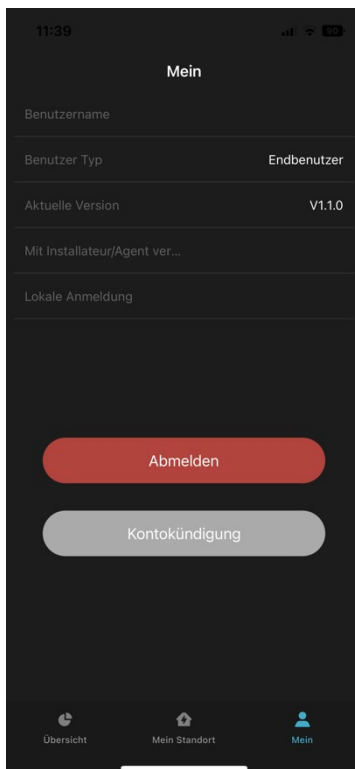 11:39
90
Mein
Benutzername
Benutzer Typ Endbenutzer
Aktuelle Version V1.1.0
Mit Installateur/Agent ver...
Lokale Anmeldung
Abmelden
Kontokündigung
Übersicht Mein Standort Mein